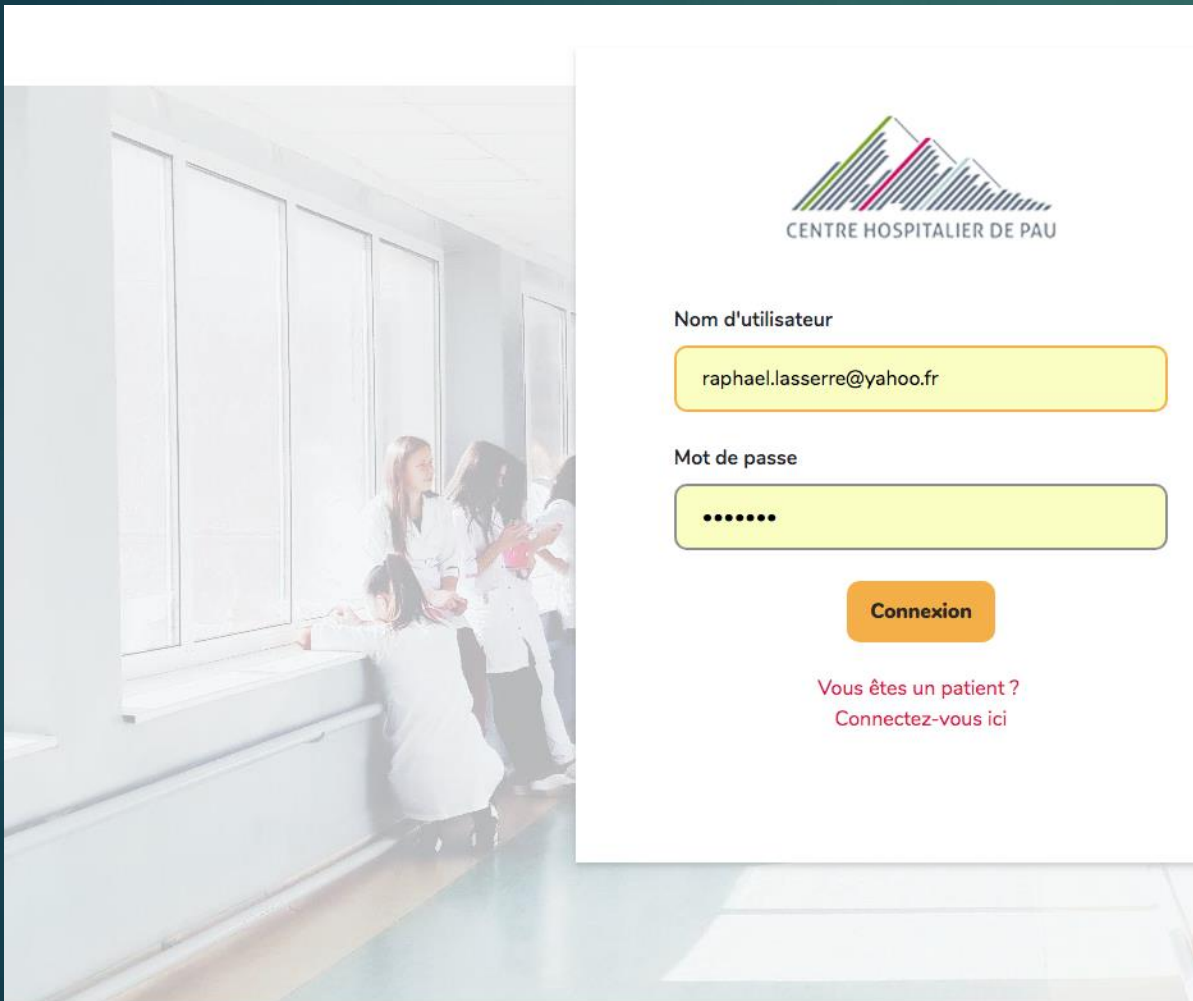 CENTRE HOSPITALIER DE PAU
Nom d'utilisateur
raphael.lasserre@yahoo.fr
Mot de passe
•••••••
Connexion
Vous êtes un patient ?
Connectez-vous ici